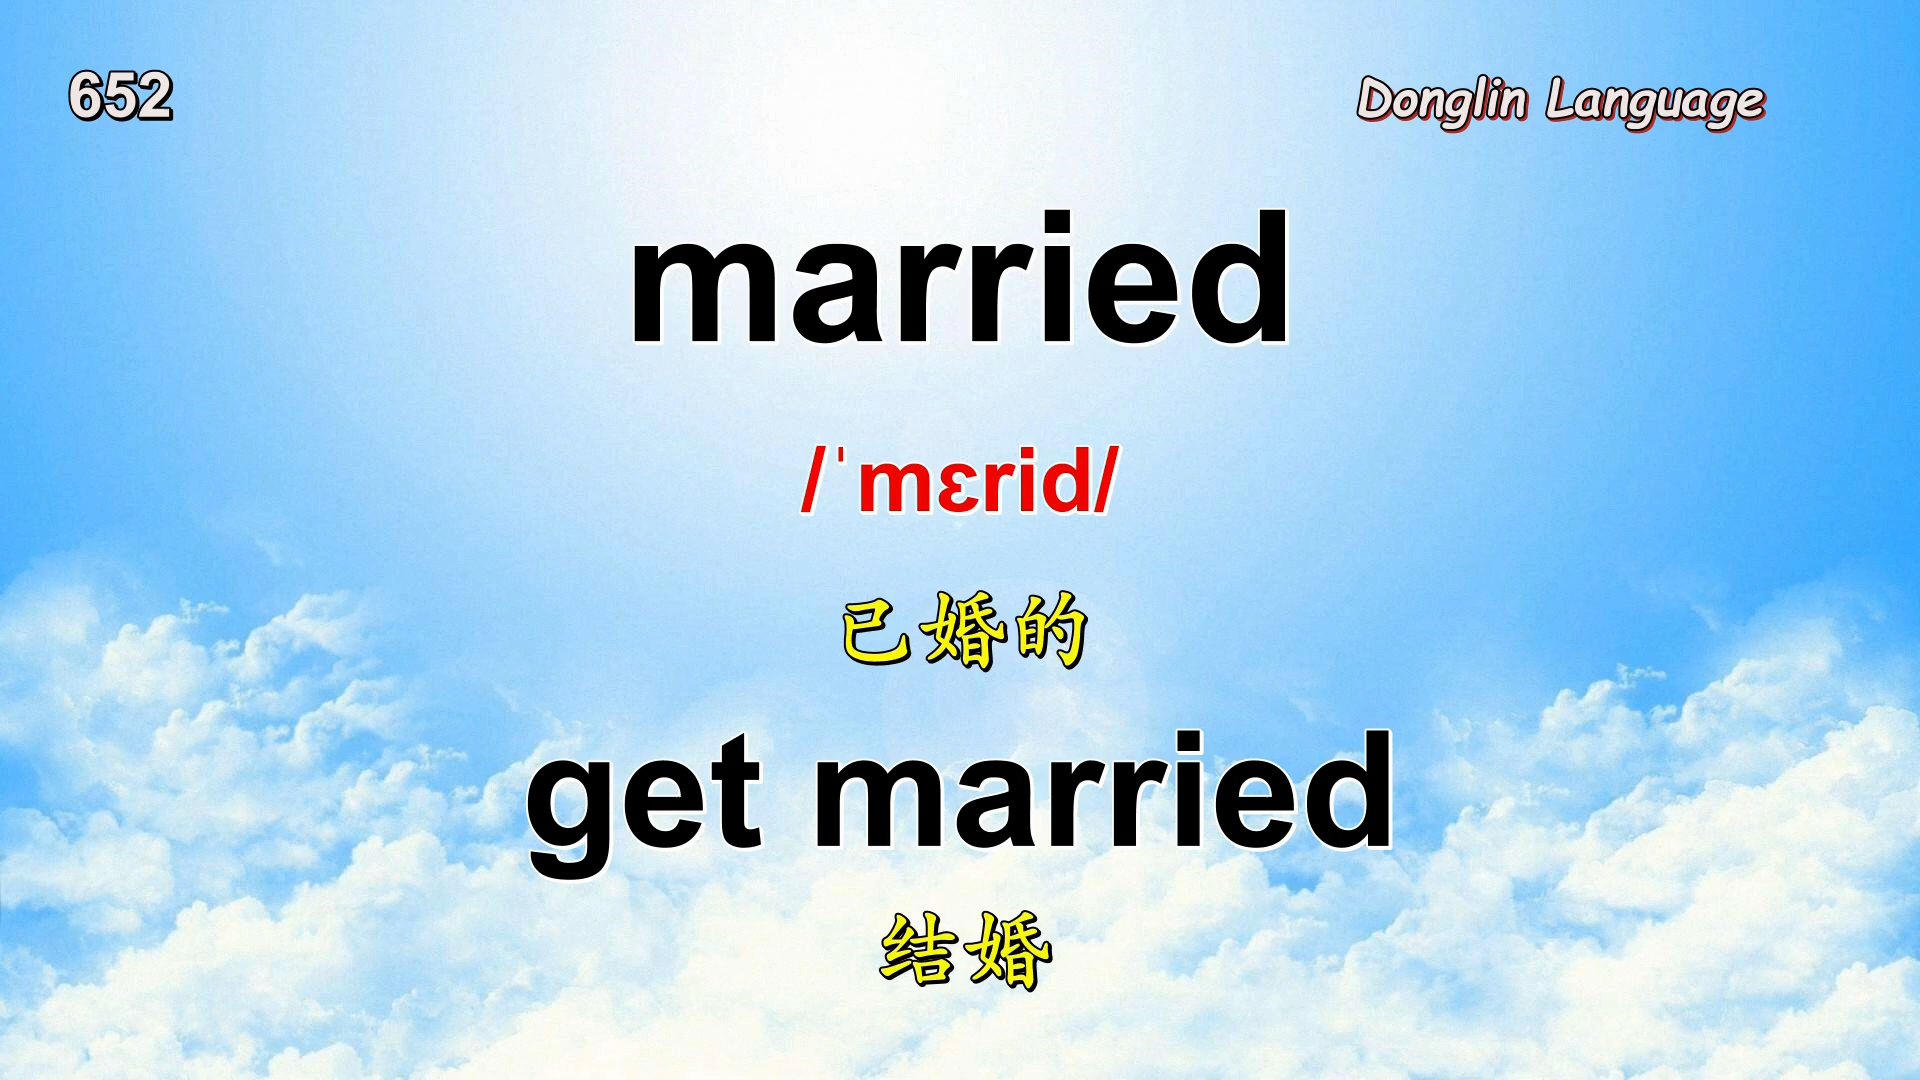 652
Donglin Language
married
/ˈmɛrid/
已婚的
get married
结婚